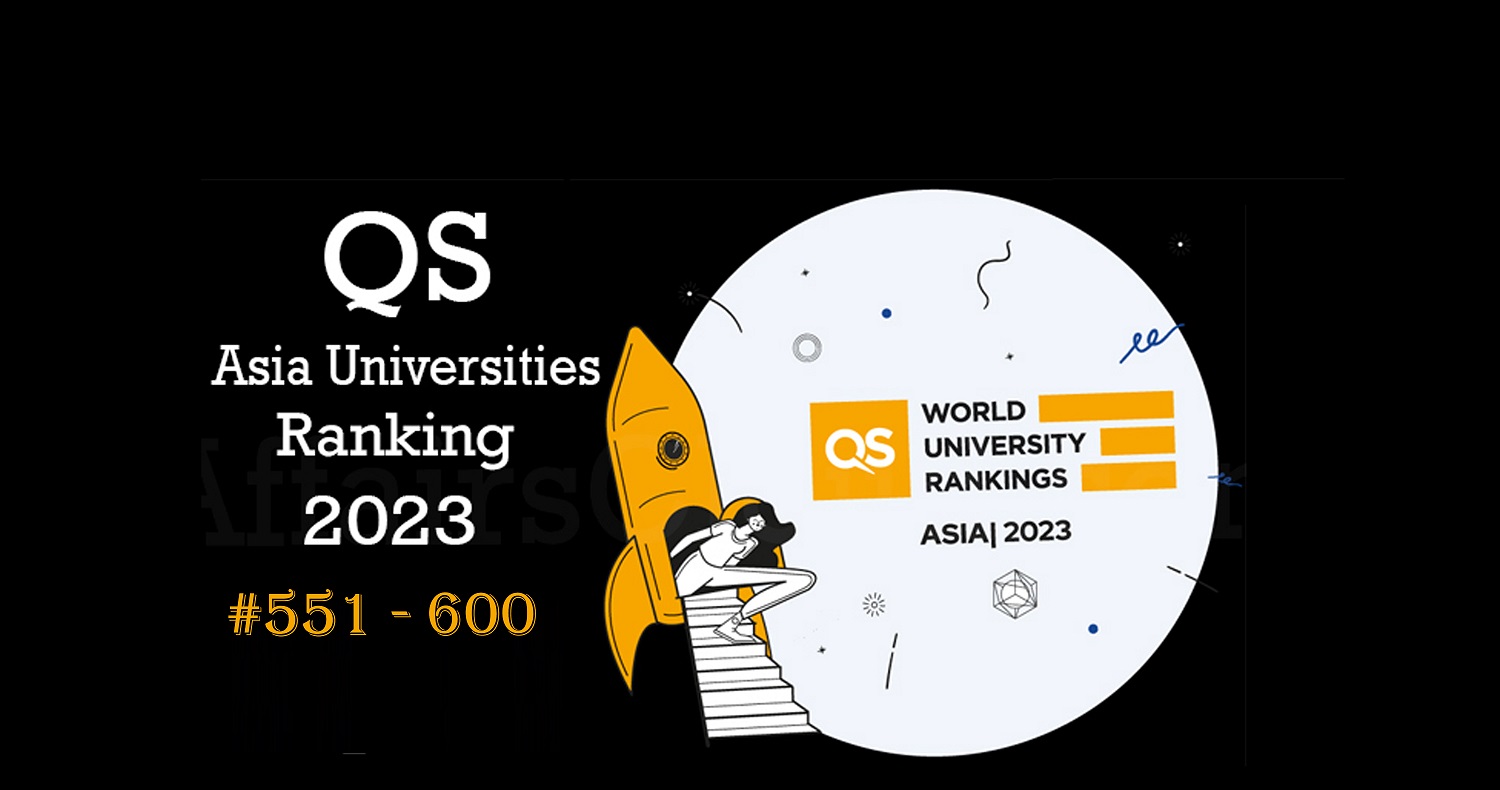 QS
Asia Universities
Ranking
2023
#551 - 600
QS
WORLD
UNIVERSITY
RANKINGS
ASIA| 2023